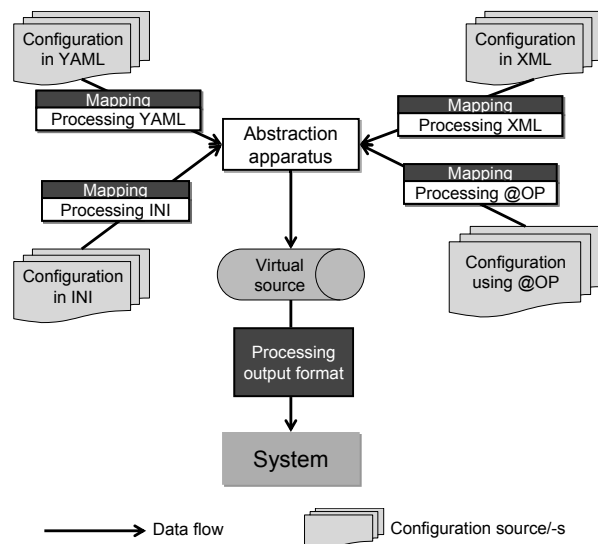 Configuration
in YAML
Configuration
in XML
Mapping
Processing YAML
Mapping
Processing XML
Abstraction
apparatus
Mapping
Processing INI
Mapping
Processing @OP
Configuration
in INI
Configuration
using @OP
Virtual
source
Processing
output format
System
Data flow
Configuration source/-s